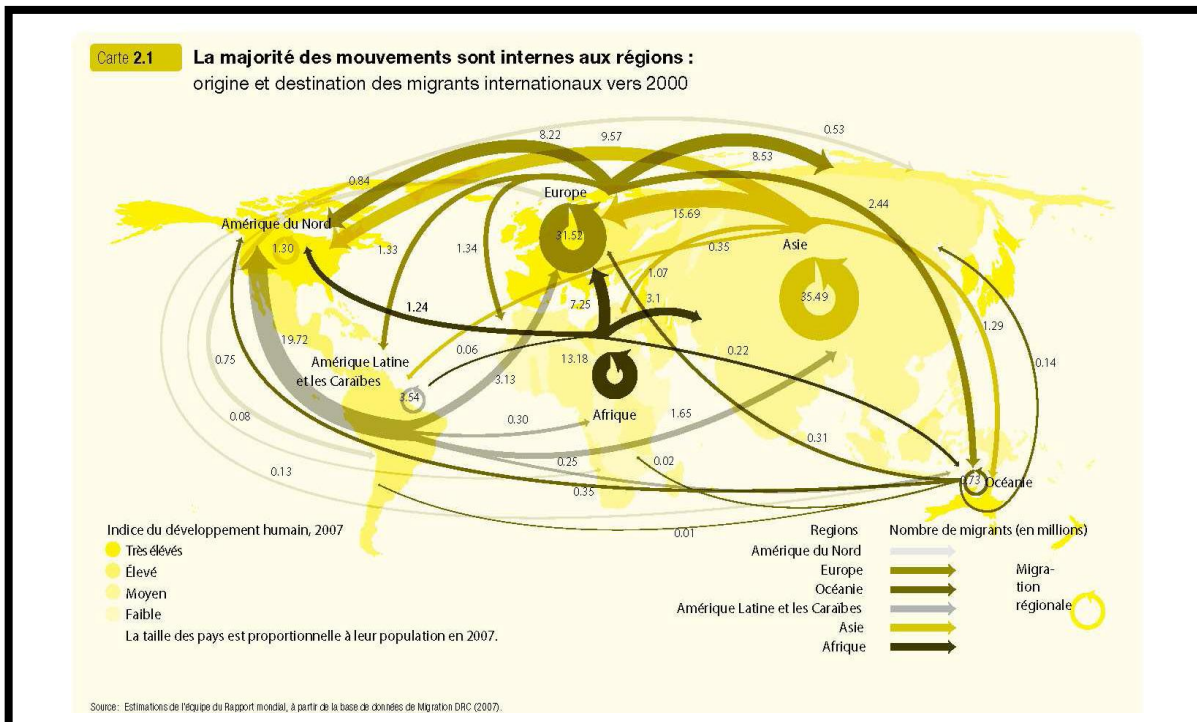 Carte 2.1 La majorité des mouvements sont internes aux régions :
origine et destination des migrants internationaux vers 2000
0.53
8.22
9.57
8.53
0.84
Europe
2.44
Amérique du Nord
15.69
1.30
31.52
Asie
1.33
1.34
0.35
1.07
35.49
1.24
7.25
3.1
1.29
19.72
0.22
0.14
0.75
Amérique Latine
et les Caraïbes
0.06
13.18
3.13
3.54
Afrique
0.08
0.30
1.65
0.31
0.25
0.02
0.13
0.35
0.73 Océanie
0.01
Indice du développement humain, 2007
Très élévés
Élevé
Moyen
Faible
La taille des pays est proportionnelle à leur population en 2007.
Regions Nombre de migrants (en millions)
Amérique du Nord
Europe
Océanie
Amérique Latine et les Caraïbes
Asie
Afrique
Migra-
tion
régionale
Source: Estimations de l'équipe du Rapport mondial, à partir de la base de données de Migration DRC (2007).